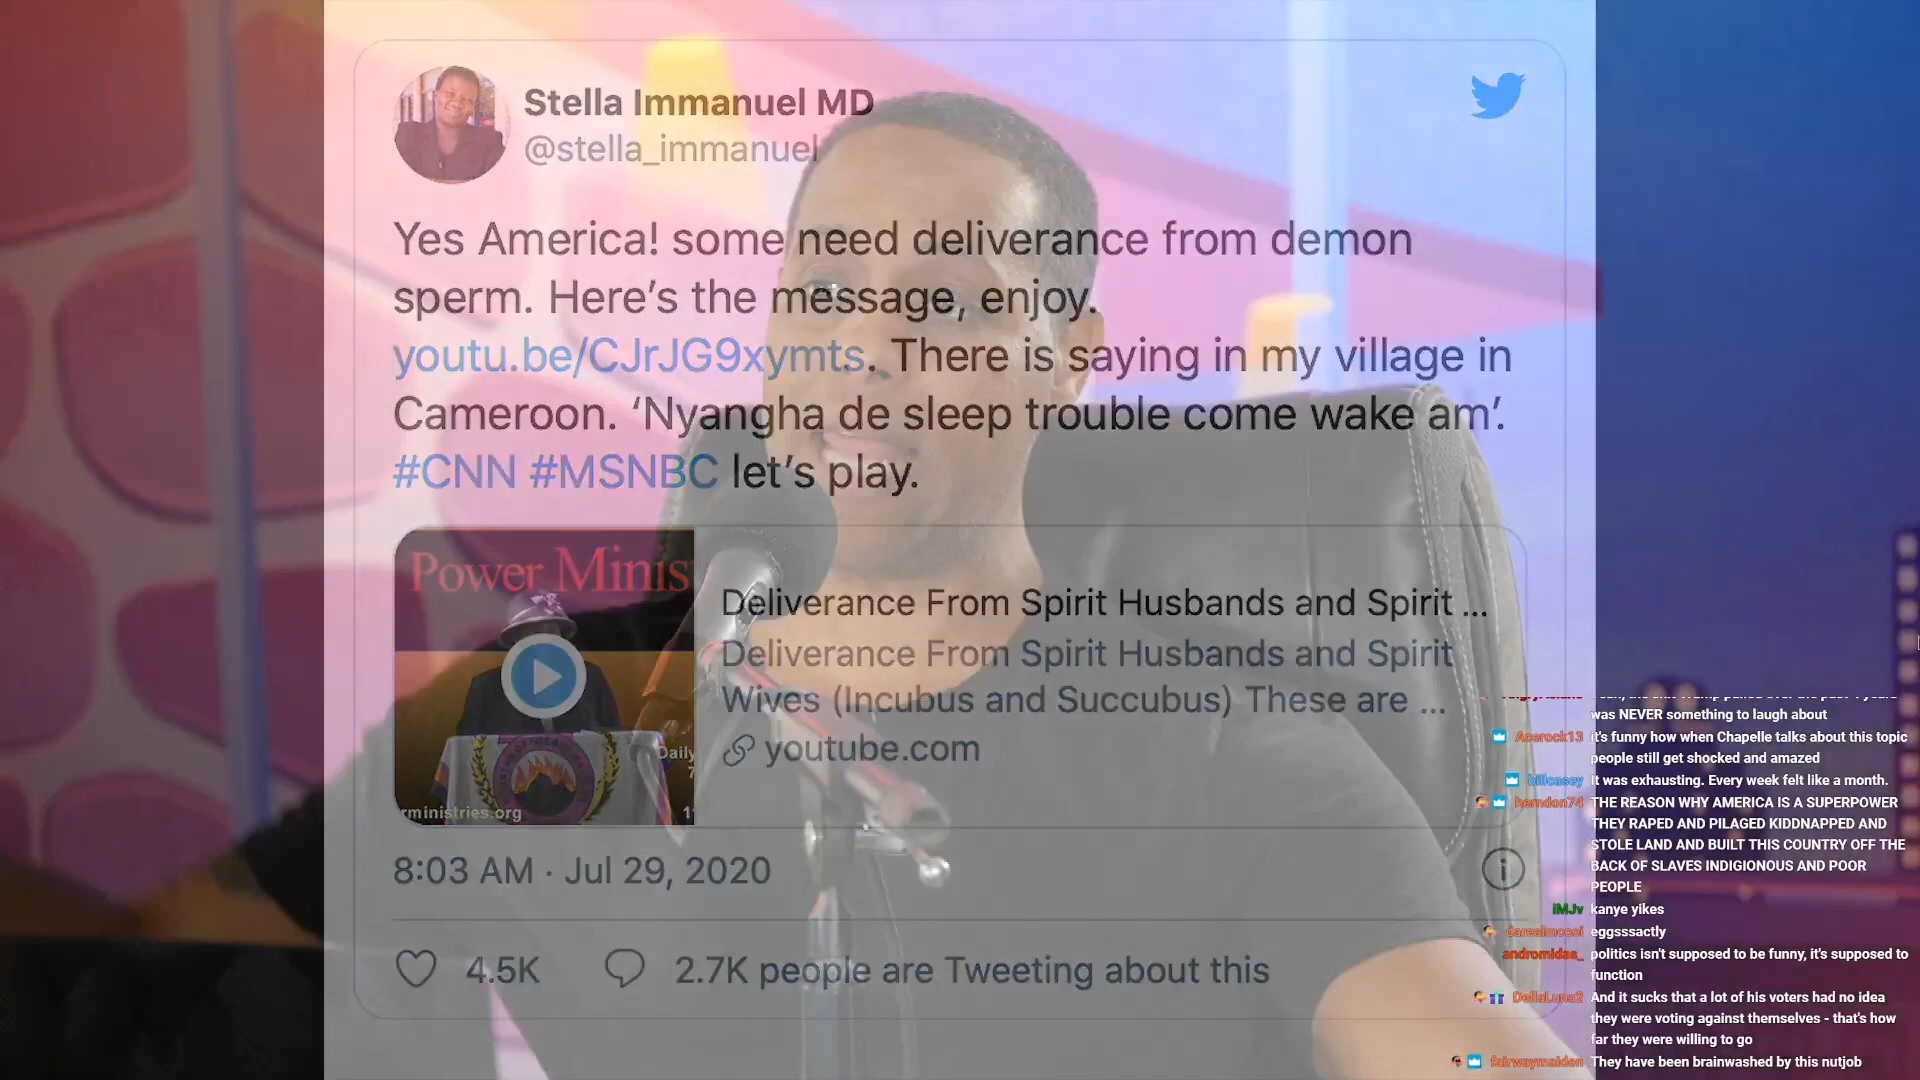 Stella Immanuel MD
@stella_immanuel
Yes America! some need deliverance from demon
sperm. Here’s the message, enjoy.
youtu.be/CJrJG9xymts. There is saying in my village in
Cameroon. ‘Nyangha de sleep trouble come wake am’.
#CNN #MSNBC let’s play.
Power Minis
Daily
rministries.org
Deliverance From Spirit Husbands and Spirit ...
Deliverance From Spirit Husbands and Spirit
Wives (Incubus and Succubus) These are ...
youtube.com
8:03 AM · Jul 29, 2020
4.5K 2.7K people are Tweeting about this
was NEVER something to laugh about
Acerock13 it's funny how when Chapelle talks about this topic
people still get shocked and amazed
billcasey It was exhausting. Every week felt like a month.
herndon74 THE REASON WHY AMERICA IS A SUPERPOWER
THEY RAPED AND PILAGED KIDDNAPPED AND
STOLE LAND AND BUILT THIS COUNTRY OFF THE
BACK OF SLAVES INDIGIONOUS AND POOR
PEOPLE
iMJv kanye yikes
darealmccoi eggsssactly
andromidas_ politics isn't supposed to be funny, it's supposed to
function
DellaLuna2 And it sucks that a lot of his voters had no idea
they were voting against themselves - that's how
far they were willing to go
fairwaymaiden They have been brainwashed by this nutjob